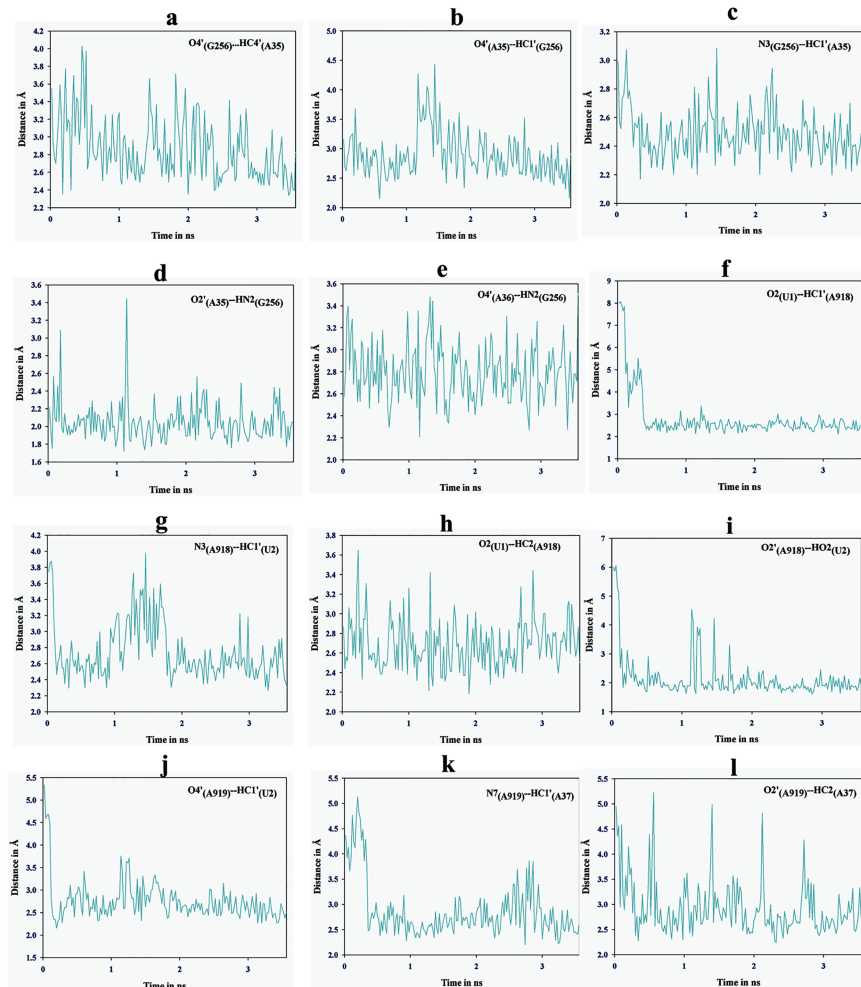 a
O4'(G256)...HC4'(A35)
Distance in Å
4.2
4.0
3.8
3.6
3.4
3.2
3.0
2.8
2.6
2.4
2.2
0 1 2 3
Time in ns
b
O4'(A35)--HC1'(G256)
Distance in Å
5.0
4.5
4.0
3.5
3.0
2.5
2.0
0 1 2 3
Time in ns
c
N3(G256)--HC1'(A35)
Distance in Å
3.2
3.0
2.8
2.6
2.4
2.2
2.0
0 1 2 3
Time in ns
d
O2'(A35)--HN2(G256)
Distance in Å
3.6
3.4
3.2
3.0
2.8
2.6
2.4
2.2
2.0
1.8
1.6
0 1 2 3
Time in ns
e
O4'(A36)--HN2(G256)
Distance in Å
3.6
3.4
3.2
3.0
2.8
2.6
2.4
2.2
2.0
0 1 2 3
Time in ns
f
O2(U1)--HC1'(A918)
Distance in Å
9
8
7
6
5
4
3
2
1
0 1 2 3
Time in ns
g
N3(A918)--HC1'(U2)
Distance in Å
4.2
4.0
3.8
3.6
3.4
3.2
3.0
2.8
2.6
2.4
2.2
2.0
0 1 2 3
Time in ns
h
O2(U1)--HC2(A918)
Distance in Å
3.8
3.6
3.4
3.2
3.0
2.8
2.6
2.4
2.2
2.0
0 1 2 3
Time in ns
i
O2'(A918)--HO2(U2)
Distance in Å
7
6
5
4
3
2
1
0 1 2 3
Time in ns
j
O4'(A919)--HC1'(U2)
Distance in Å
5.5
5.0
4.5
4.0
3.5
3.0
2.5
2.0
1.5
0 1 2 3
Time in ns
k
N7(A919)--HC1'(A37)
Distance in Å
5.5
5.0
4.5
4.0
3.5
3.0
2.5
2.0
0 1 2 3
Time in ns
l
O2'(A919)--HC2(A37)
Distance in Å
5.5
5.0
4.5
4.0
3.5
3.0
2.5
2.0
0 1 2 3
Time in ns